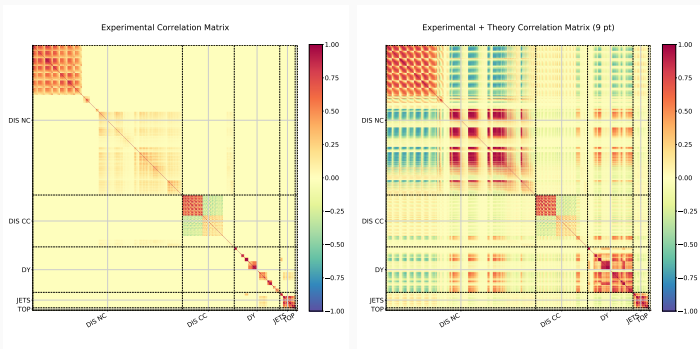 Experimental Correlation Matrix
DIS NC
DIS CC
DY
JETS
TOP
DIS NC
DIS CC
DY
JETS
TOP
1.00
0.75
0.50
0.25
0.00
−0.25
−0.50
−0.75
−1.00
Experimental + Theory Correlation Matrix (9 pt)
DIS NC
DIS CC
DY
JETS
TOP
DIS NC
DIS CC
DY
JETS
TOP
1.00
0.75
0.50
0.25
0.00
−0.25
−0.50
−0.75
−1.00